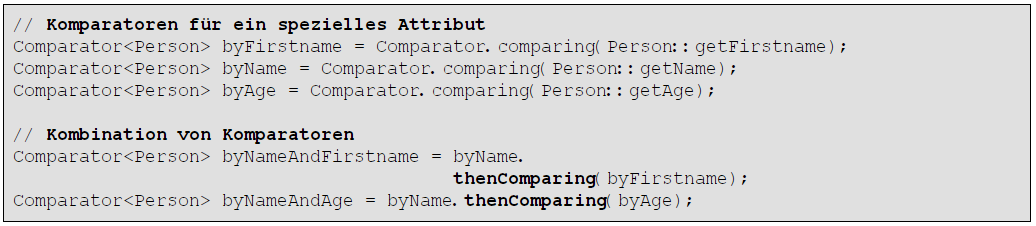 // Komparatoren für ein spezielles Attribut
Comparator<Person> byFirstname = Comparator.comparing(Person::getFirstname);
Comparator<Person> byName = Comparator.comparing(Person::getName);
Comparator<Person> byAge = Comparator.comparing(Person::getAge);
// Kombination von Komparatoren
Comparator<Person> byNameAndFirstname = byName.
thenComparing(byFirstname);
Comparator<Person> byNameAndAge = byName.thenComparing(byAge);